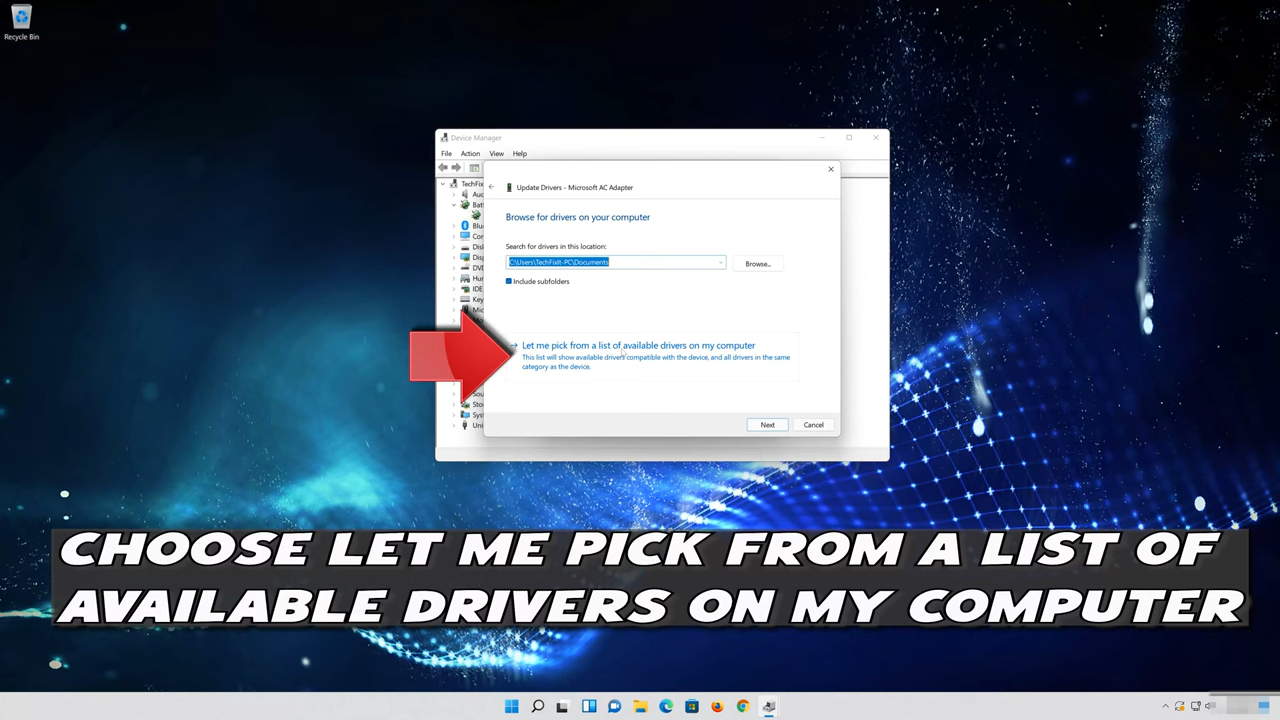 Recycle Bin
Device Manager
File Action View Help
Update Drivers - Microsoft AC Adapter
Browse for drivers on your computer
Search for drivers in this location:
C:\Users\TechFixIt-PC\Documents
Browse...
Include subfolders
Let me pick from a list of available drivers on my computer
This list will show available drivers compatible with the device, and all drivers in the same
category as the device.
Next Cancel
CHOOSE LET ME PICK FROM A LIST OF
AVAILABLE DRIVERS ON MY COMPUTER